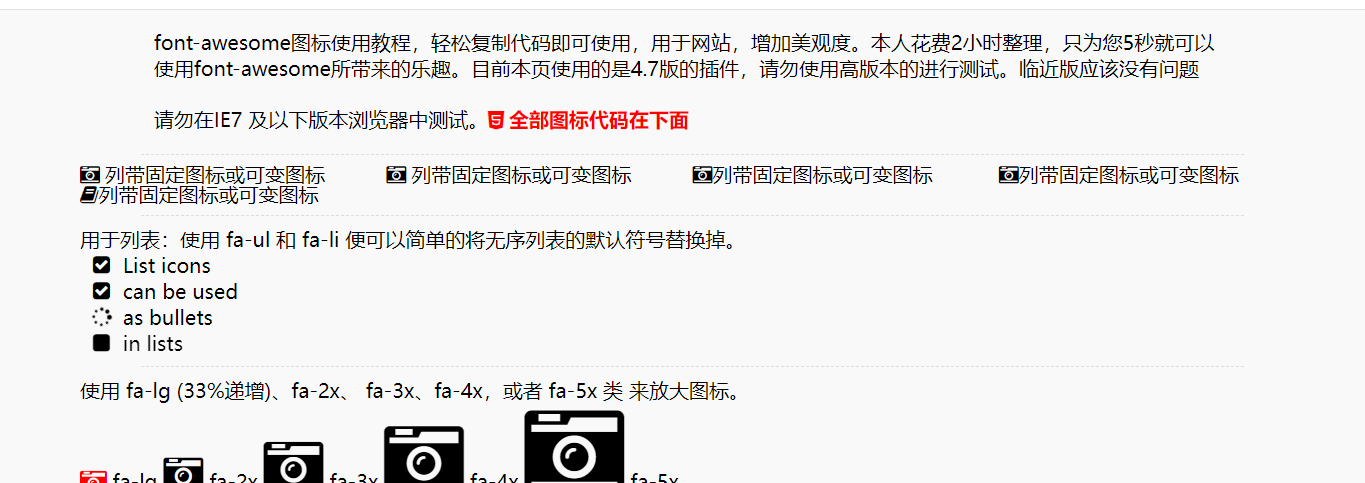 font-awesome图标使用教程，轻松复制代码即可使用，用于网站，增加美观度。本人花费2小时整理，只为您5秒就可以
使用font-awesome所带来的乐趣。目前本页使用的是4.7版的插件，请勿使用高版本的进行测试。临近版应该没有问题
请勿在IE7 及以下版本浏览器中测试。 全部图标代码在下面
列带固定图标或可变图标 列带固定图标或可变图标 列带固定图标或可变图标 列带固定图标或可变图标
列带固定图标或可变图标
用于列表：使用 fa-ul 和 fa-li 便可以简单的将无序列表的默认符号替换掉。
List icons
can be used
as bullets
in lists
使用 fa-lg (33%递增)、fa-2x、 fa-3x、fa-4x，或者 fa-5x 类 来放大图标。
fa-lg fa-2x fa-3x fa-4x fa-5x